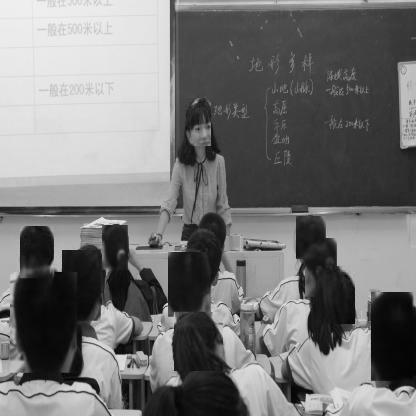 一般在500米以上
一般在500米以上
一般在200米以下
地形多样
地形类型
山地(山脉)
高原
平原
盆地
丘陵
海拔高度
一般在500米以上
一般在200米以下